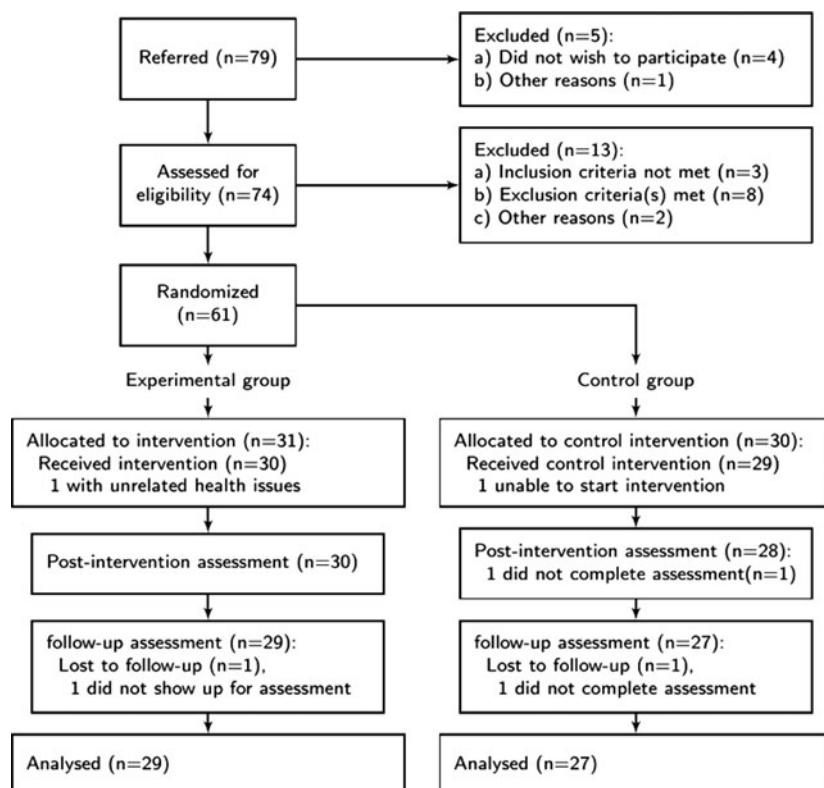 Referred (n=79)
Excluded (n=5):
a) Did not wish to participate (n=4)
b) Other reasons (n=1)
Assessed for
eligibility (n=74)
Excluded (n=13):
a) Inclusion criteria not met (n=3)
b) Exclusion criteria(s) met (n=8)
c) Other reasons (n=2)
Randomized
(n=61)
Experimental group
Allocated to intervention (n=31):
Received intervention (n=30)
1 with unrelated health issues
Post-intervention assessment (n=30)
follow-up assessment (n=29):
Lost to follow-up (n=1),
1 did not show up for assessment
Analysed (n=29)
Control group
Allocated to control intervention (n=30):
Received control intervention (n=29)
1 unable to start intervention
Post-intervention assessment (n=28):
1 did not complete assessment(n=1)
follow-up assessment (n=27):
Lost to follow-up (n=1),
1 did not complete assessment
Analysed (n=27)